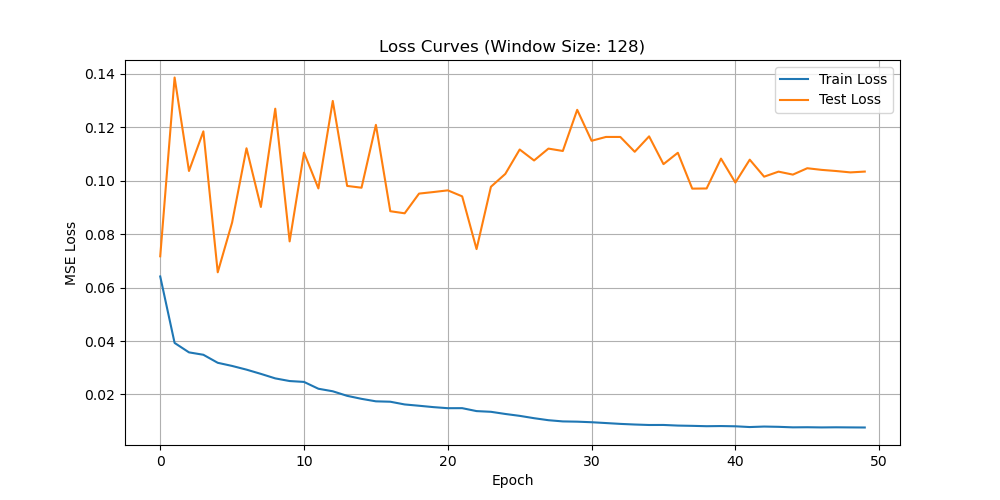 Loss Curves (Window Size: 128)
Train Loss
Test Loss
0.14
0.12
0.10
0.08
0.06
0.04
0.02
MSE Loss
0 10 20 30 40 50
Epoch